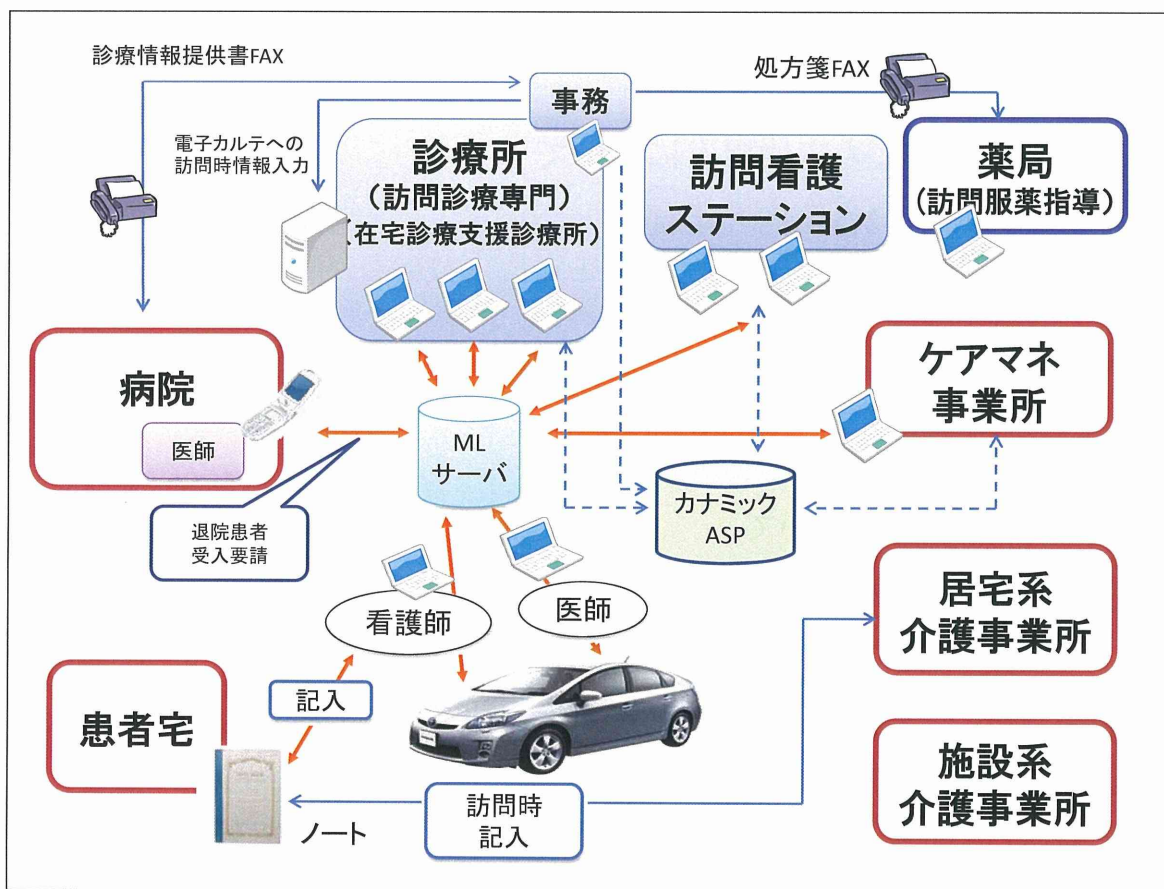 診療情報提供書FAX
処方箋FAX
事務
電子カルテへの
訪問時情報入力
診療所
（訪問診療専門）
（在宅診療支援診療所）
訪問看護
ステーション
薬局
（訪問服薬指導）
病院
医師
ML
サーバ
ケアマネ
事業所
カナミック
ASP
退院患者
受入要請
看護師
医師
居宅系
介護事業所
記入
患者宅
施設系
介護事業所
訪問時
記入
ノート